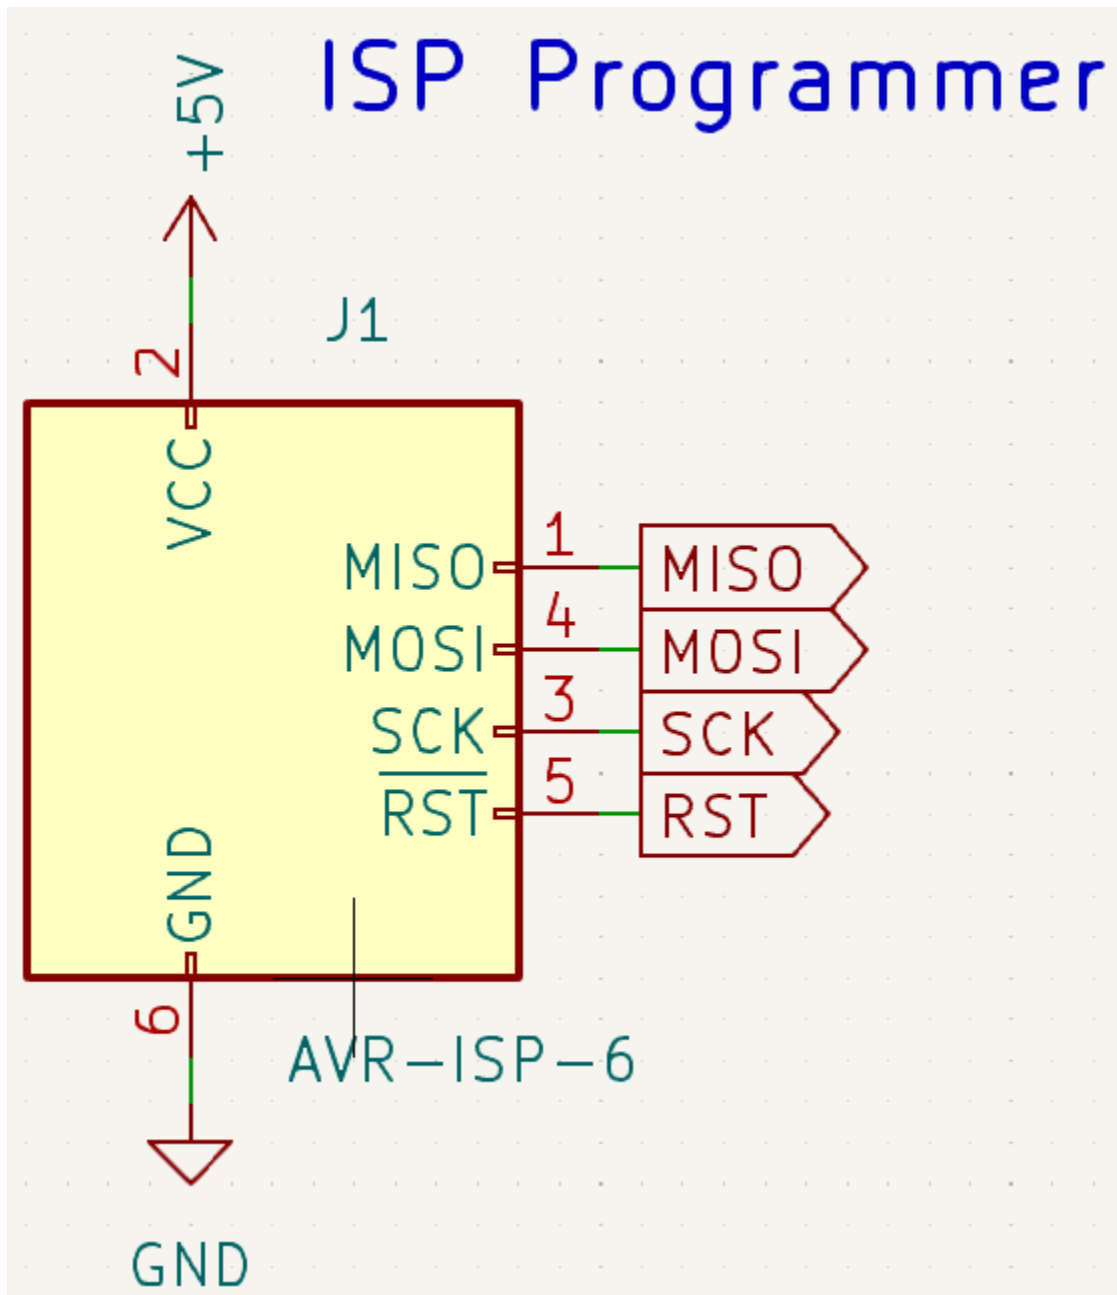 ISP Programmer
+5V
J1
2
VCC
MISO 1 MISO
MOSI 4 MOSI
SCK 3 SCK
RST 5 RST
GND
6
AVR-ISP-6
GND